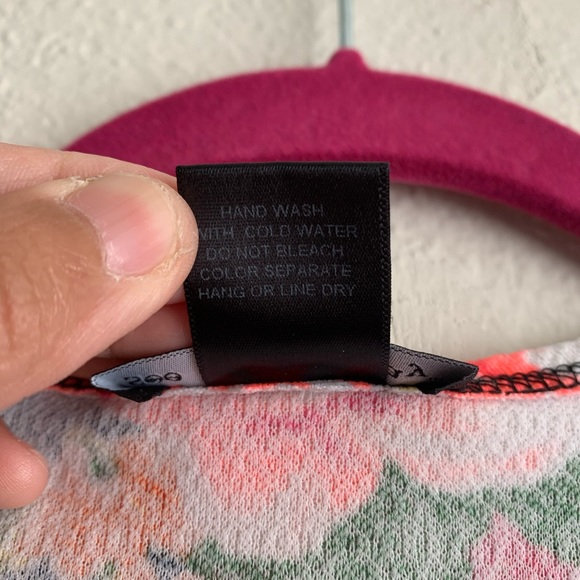 HAND WASH
WITH COLD WATER
DO NOT BLEACH
COLOR SEPARATE
HANG OR LINE DRY